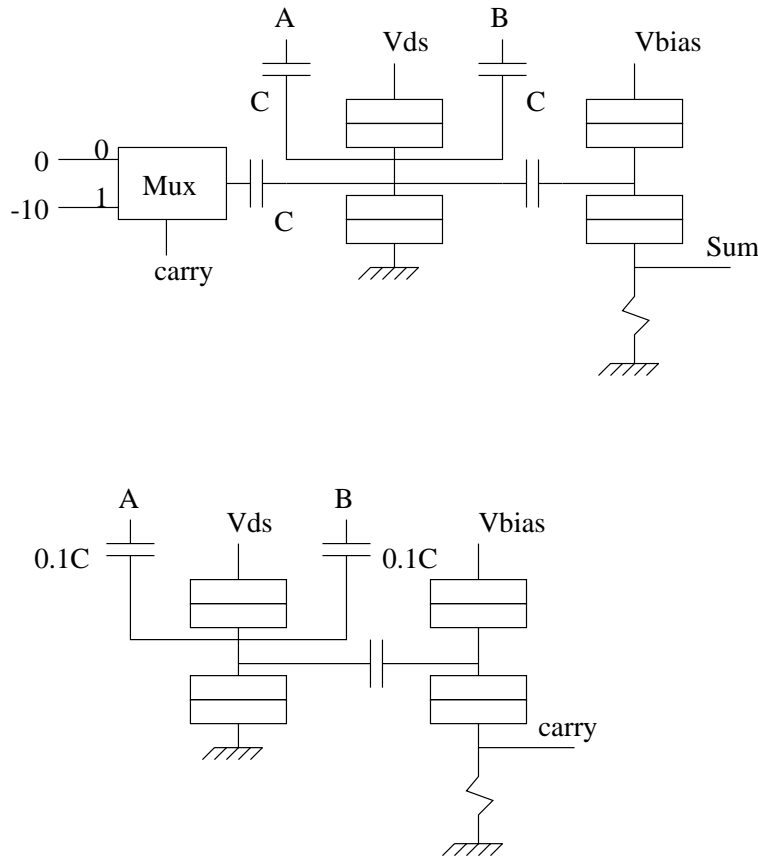 A B
Vds Vbias
C C
0 0
Mux
-10 1
C
carry
Sum
A B
Vds Vbias
0.1C 0.1C
carry